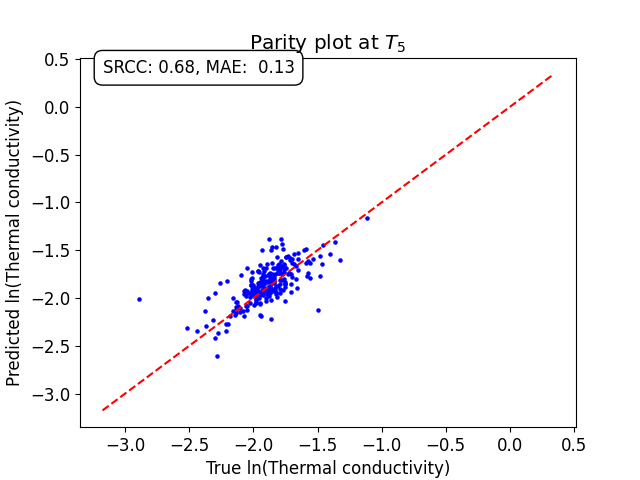 Parity plot at T5
SRCC: 0.68, MAE:  0.13
Predicted ln(Thermal conductivity)
0.5
0.0
−0.5
−1.0
−1.5
−2.0
−2.5
−3.0
−3.0 −2.5 −2.0 −1.5 −1.0 −0.5 0.0 0.5
True ln(Thermal conductivity)